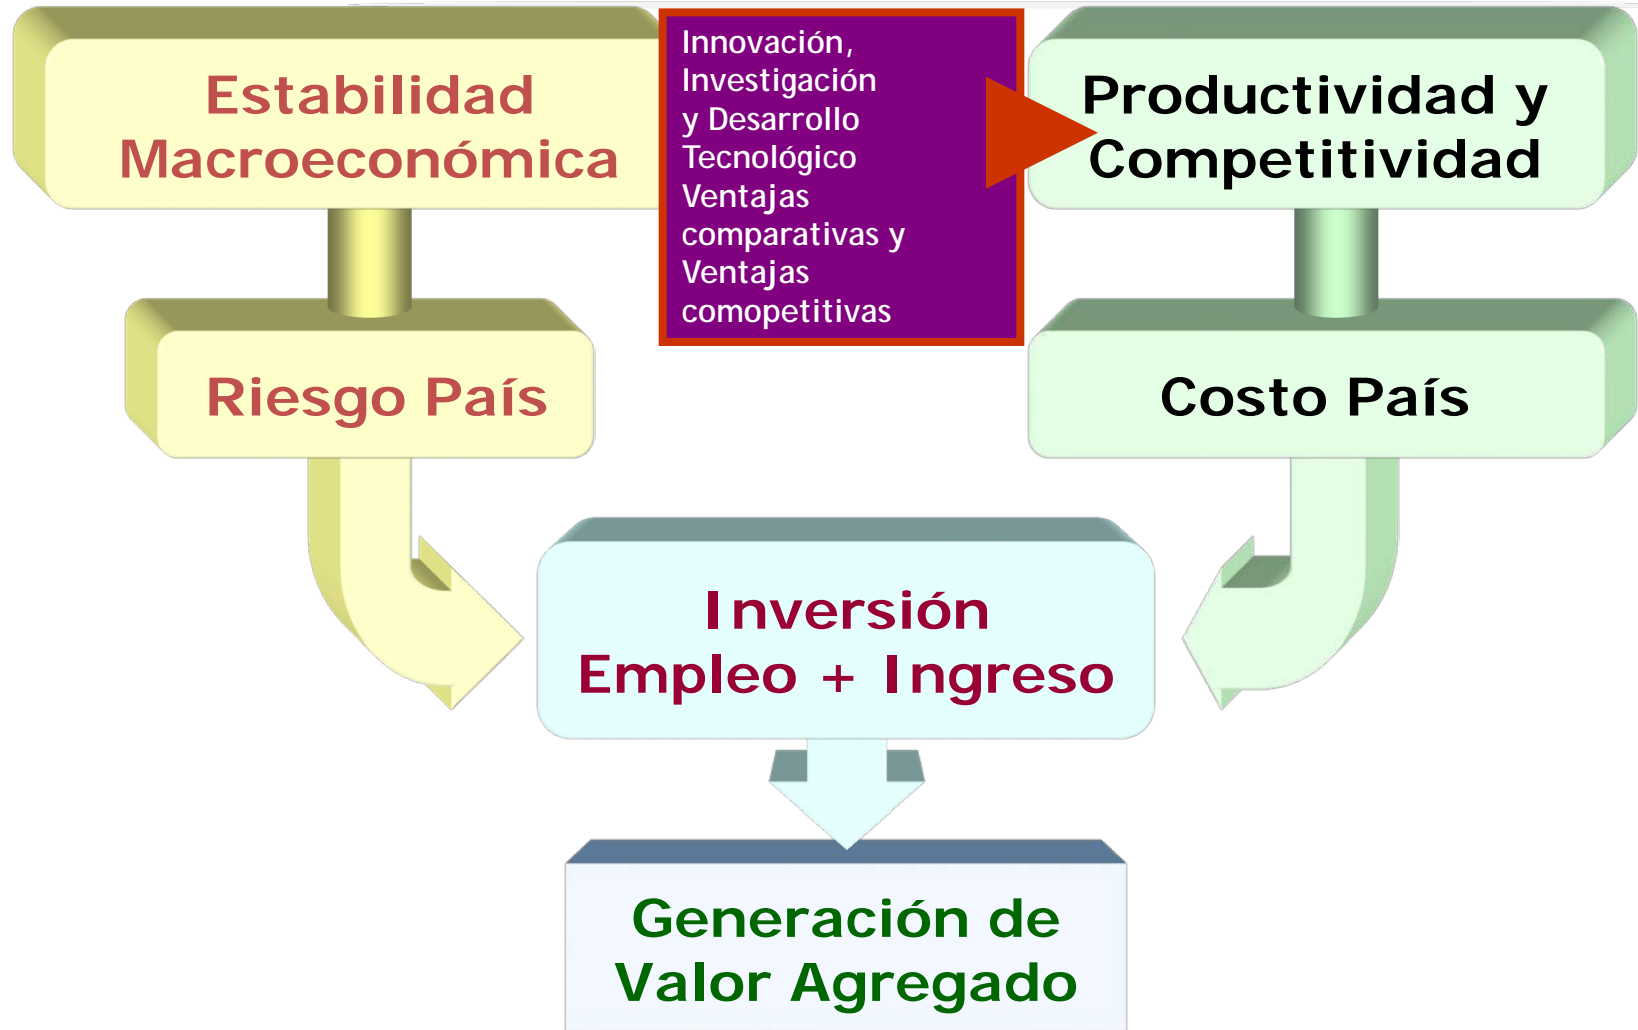 Estabilidad
Macroeconómica
Innovación,
Investigación
y Desarrollo
Tecnológico
Ventajas
comparativas y
Ventajas
comopetitivas
Productividad y
Competitividad
Riesgo País
Costo País
Inversión
Empleo + Ingreso
Generación de
Valor Agregado